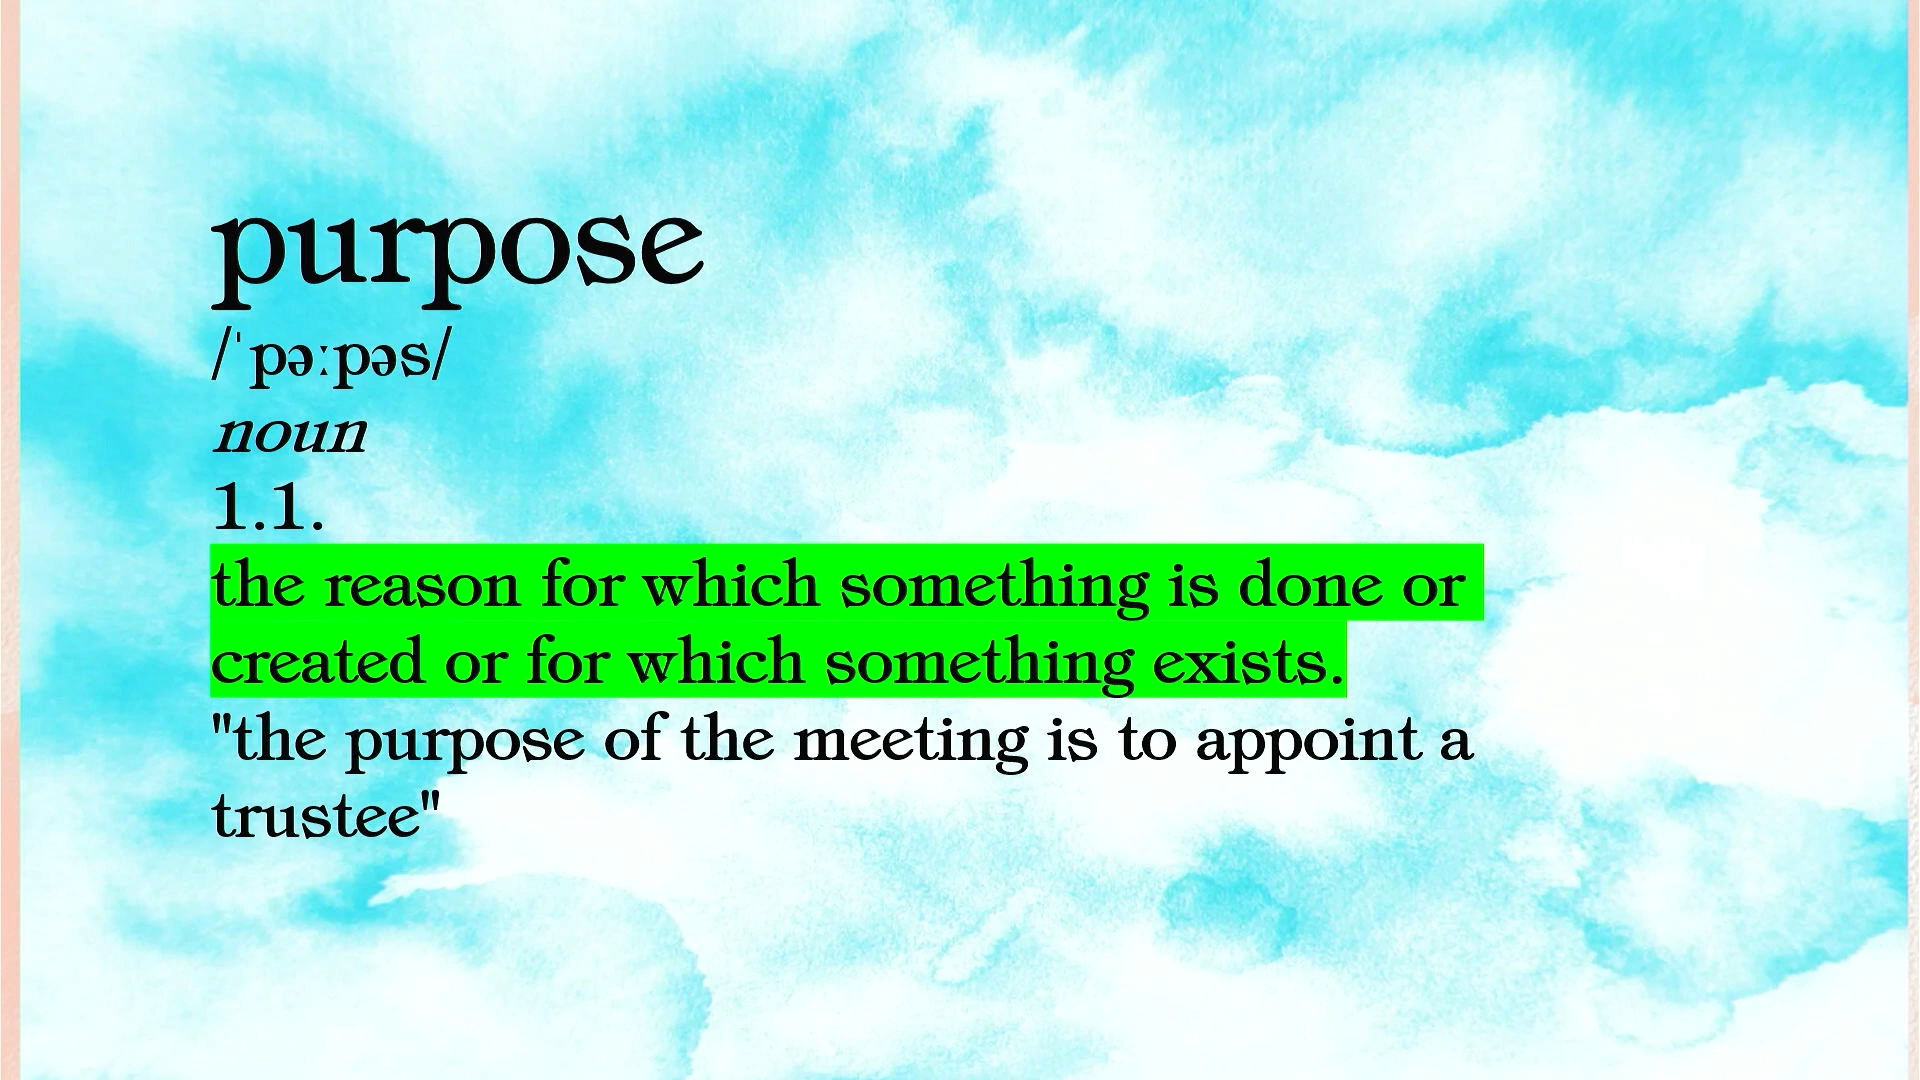 purpose
/ˈpəːpəs/
noun
1.1.
the reason for which something is done or
created or for which something exists.
"the purpose of the meeting is to appoint a
trustee"